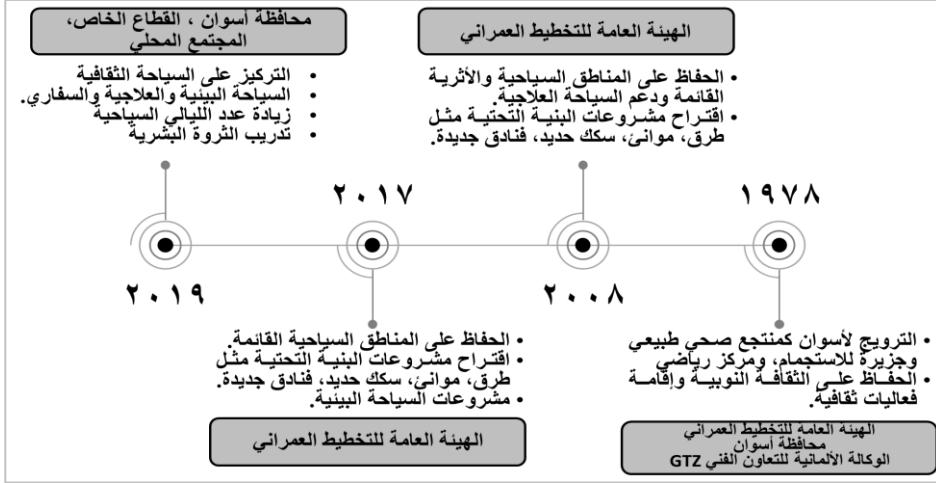 الهيئة العامة للتخطيط العمراني
محافظة أسوان ، القطاع الخاص،
المجتمع المحلي
• الحفاظ على المناطق السياحية والأثرية
القائمة ودعم السياحة العلاجية.
• اقتراح مشروعات البنية التحتية مثل
طرق، موانئ، سكك حديد، فنادق جديدة.
• التركيز على السياحة الثقافية
• السياحة البيئية والعلاجية والسفاري.
• زيادة عدد الليالي السياحية
• تدريب الثروة البشرية
١٩٧٨
٢٠١٧
٢٠٠٨
٢٠١٩
• الترويج لأسوان كمنتجع صحي طبيعي
وجزيرة للاستجمام، ومركز رياضي
• الحفاظ على الثقافة النوبية وإقامة
فعاليات ثقافية.
الهيئة العامة للتخطيط العمراني
محافظة أسوان
الوكالة الألمانية للتعاون الفني GTZ
• الحفاظ على المناطق السياحية القائمة.
• اقتراح مشروعات البنية التحتية مثل
طرق، موانئ، سكك حديد، فنادق جديدة.
• مشروعات السياحة البيئية.
الهيئة العامة للتخطيط العمراني